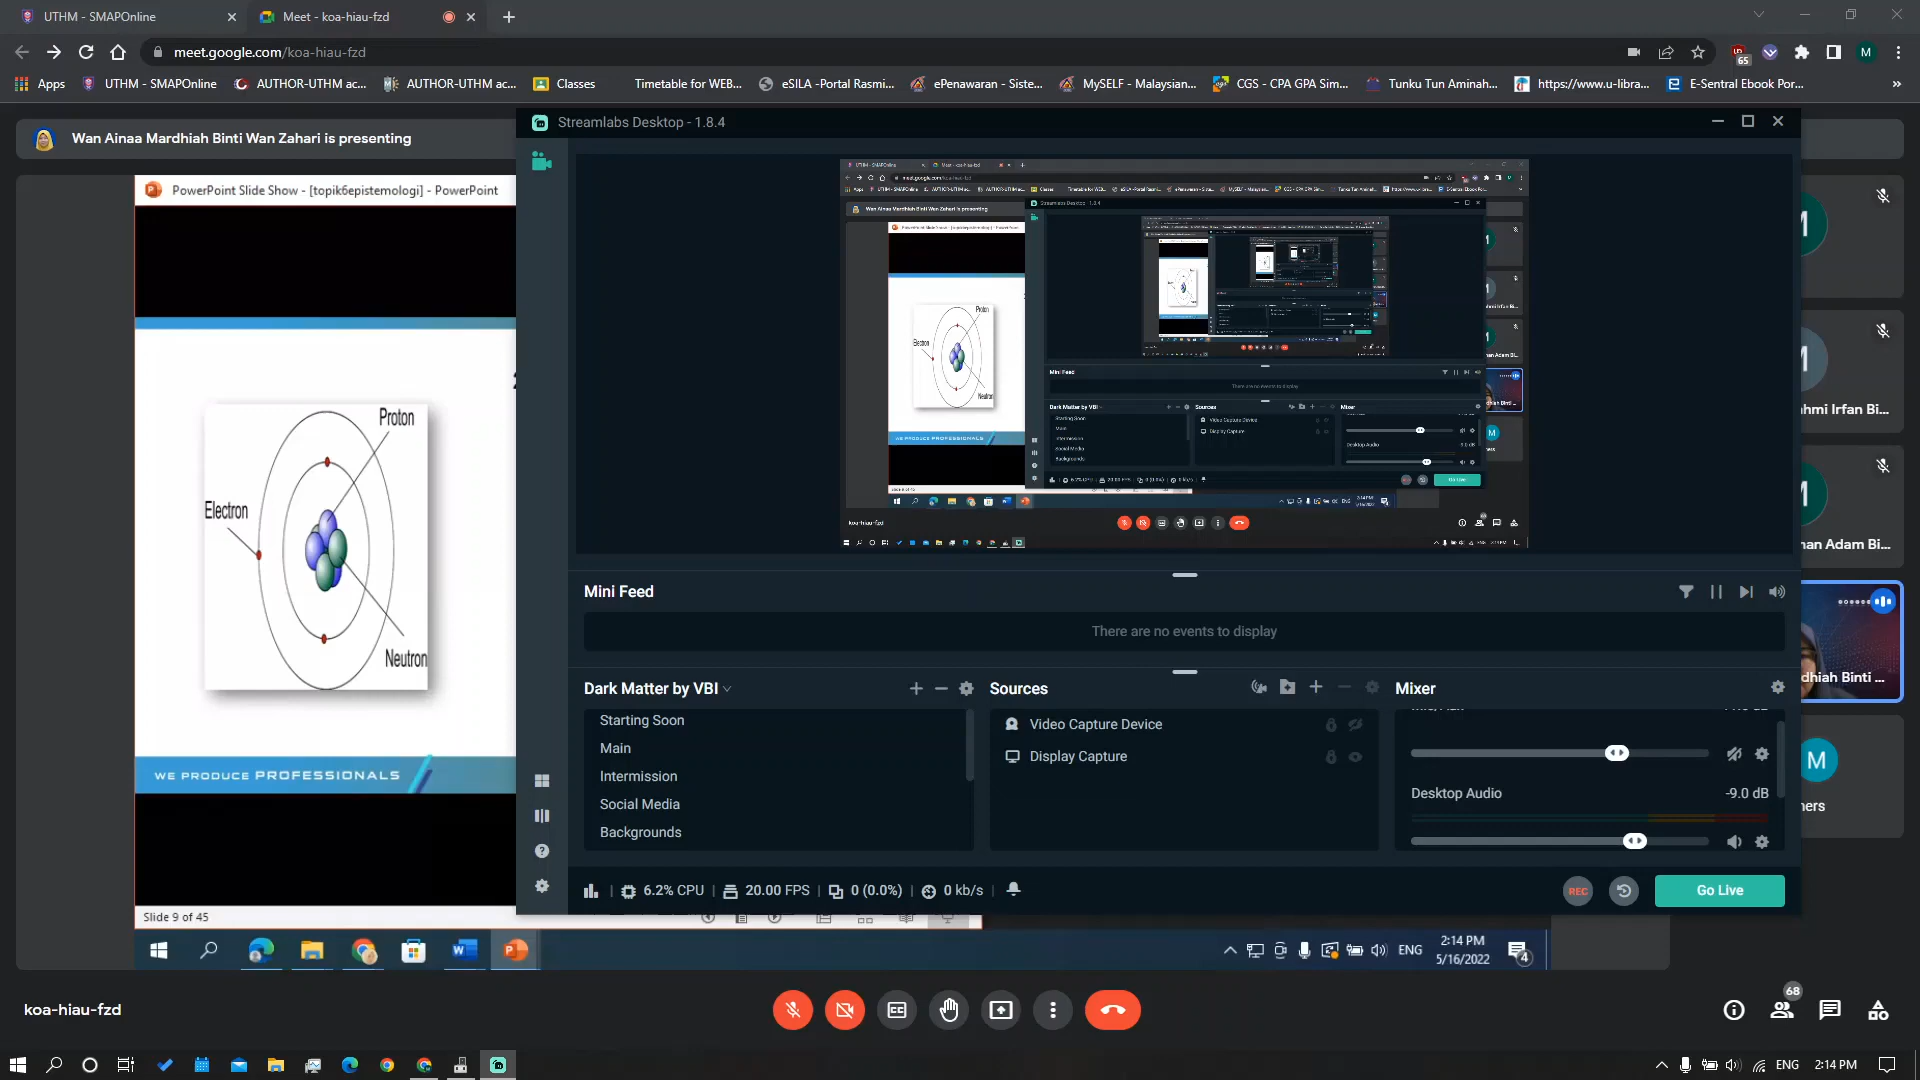 UTHM - SMAPOnline
Meet - koa-hiau-fzd
meet.google.com/koa-hiau-fzd
65
M
Apps
UTHM - SMAPOnline
AUTHOR-UTHM ac...
AUTHOR-UTHM ac...
Classes
Timetable for WEB...
eSILA -Portal Rasmi...
ePenawaran - Siste...
MySELF - Malaysian...
CGS - CPA GPA Sim...
Tunku Tun Aminah...
https://www.u-libra...
E-Sentral Ebook Por...
»
Wan Ainaa Mardhiah Binti Wan Zahari is presenting
Streamlabs Desktop - 1.8.4
PowerPoint Slide Show - [topik6epistemologi] - PowerPoint
Proton
Electron
Neutron
WE PRODUCE PROFESSIONALS
Slide 9 of 45
Mini Feed
There are no events to display
Dark Matter by VBI
Starting Soon
Main
Intermission
Social Media
Backgrounds
Sources
Video Capture Device
Display Capture
Mixer
Desktop Audio
-9.0 dB
6.2% CPU
20.00 FPS
0 (0.0%)
0 kb/s
REC
Go Live
ahmi Irfan Bi...
man Adam Bi...
dhiah Binti ...
M
hers
ENG
2:14 PM
5/16/2022
4
koa-hiau-fzd
68
ENG
2:14 PM